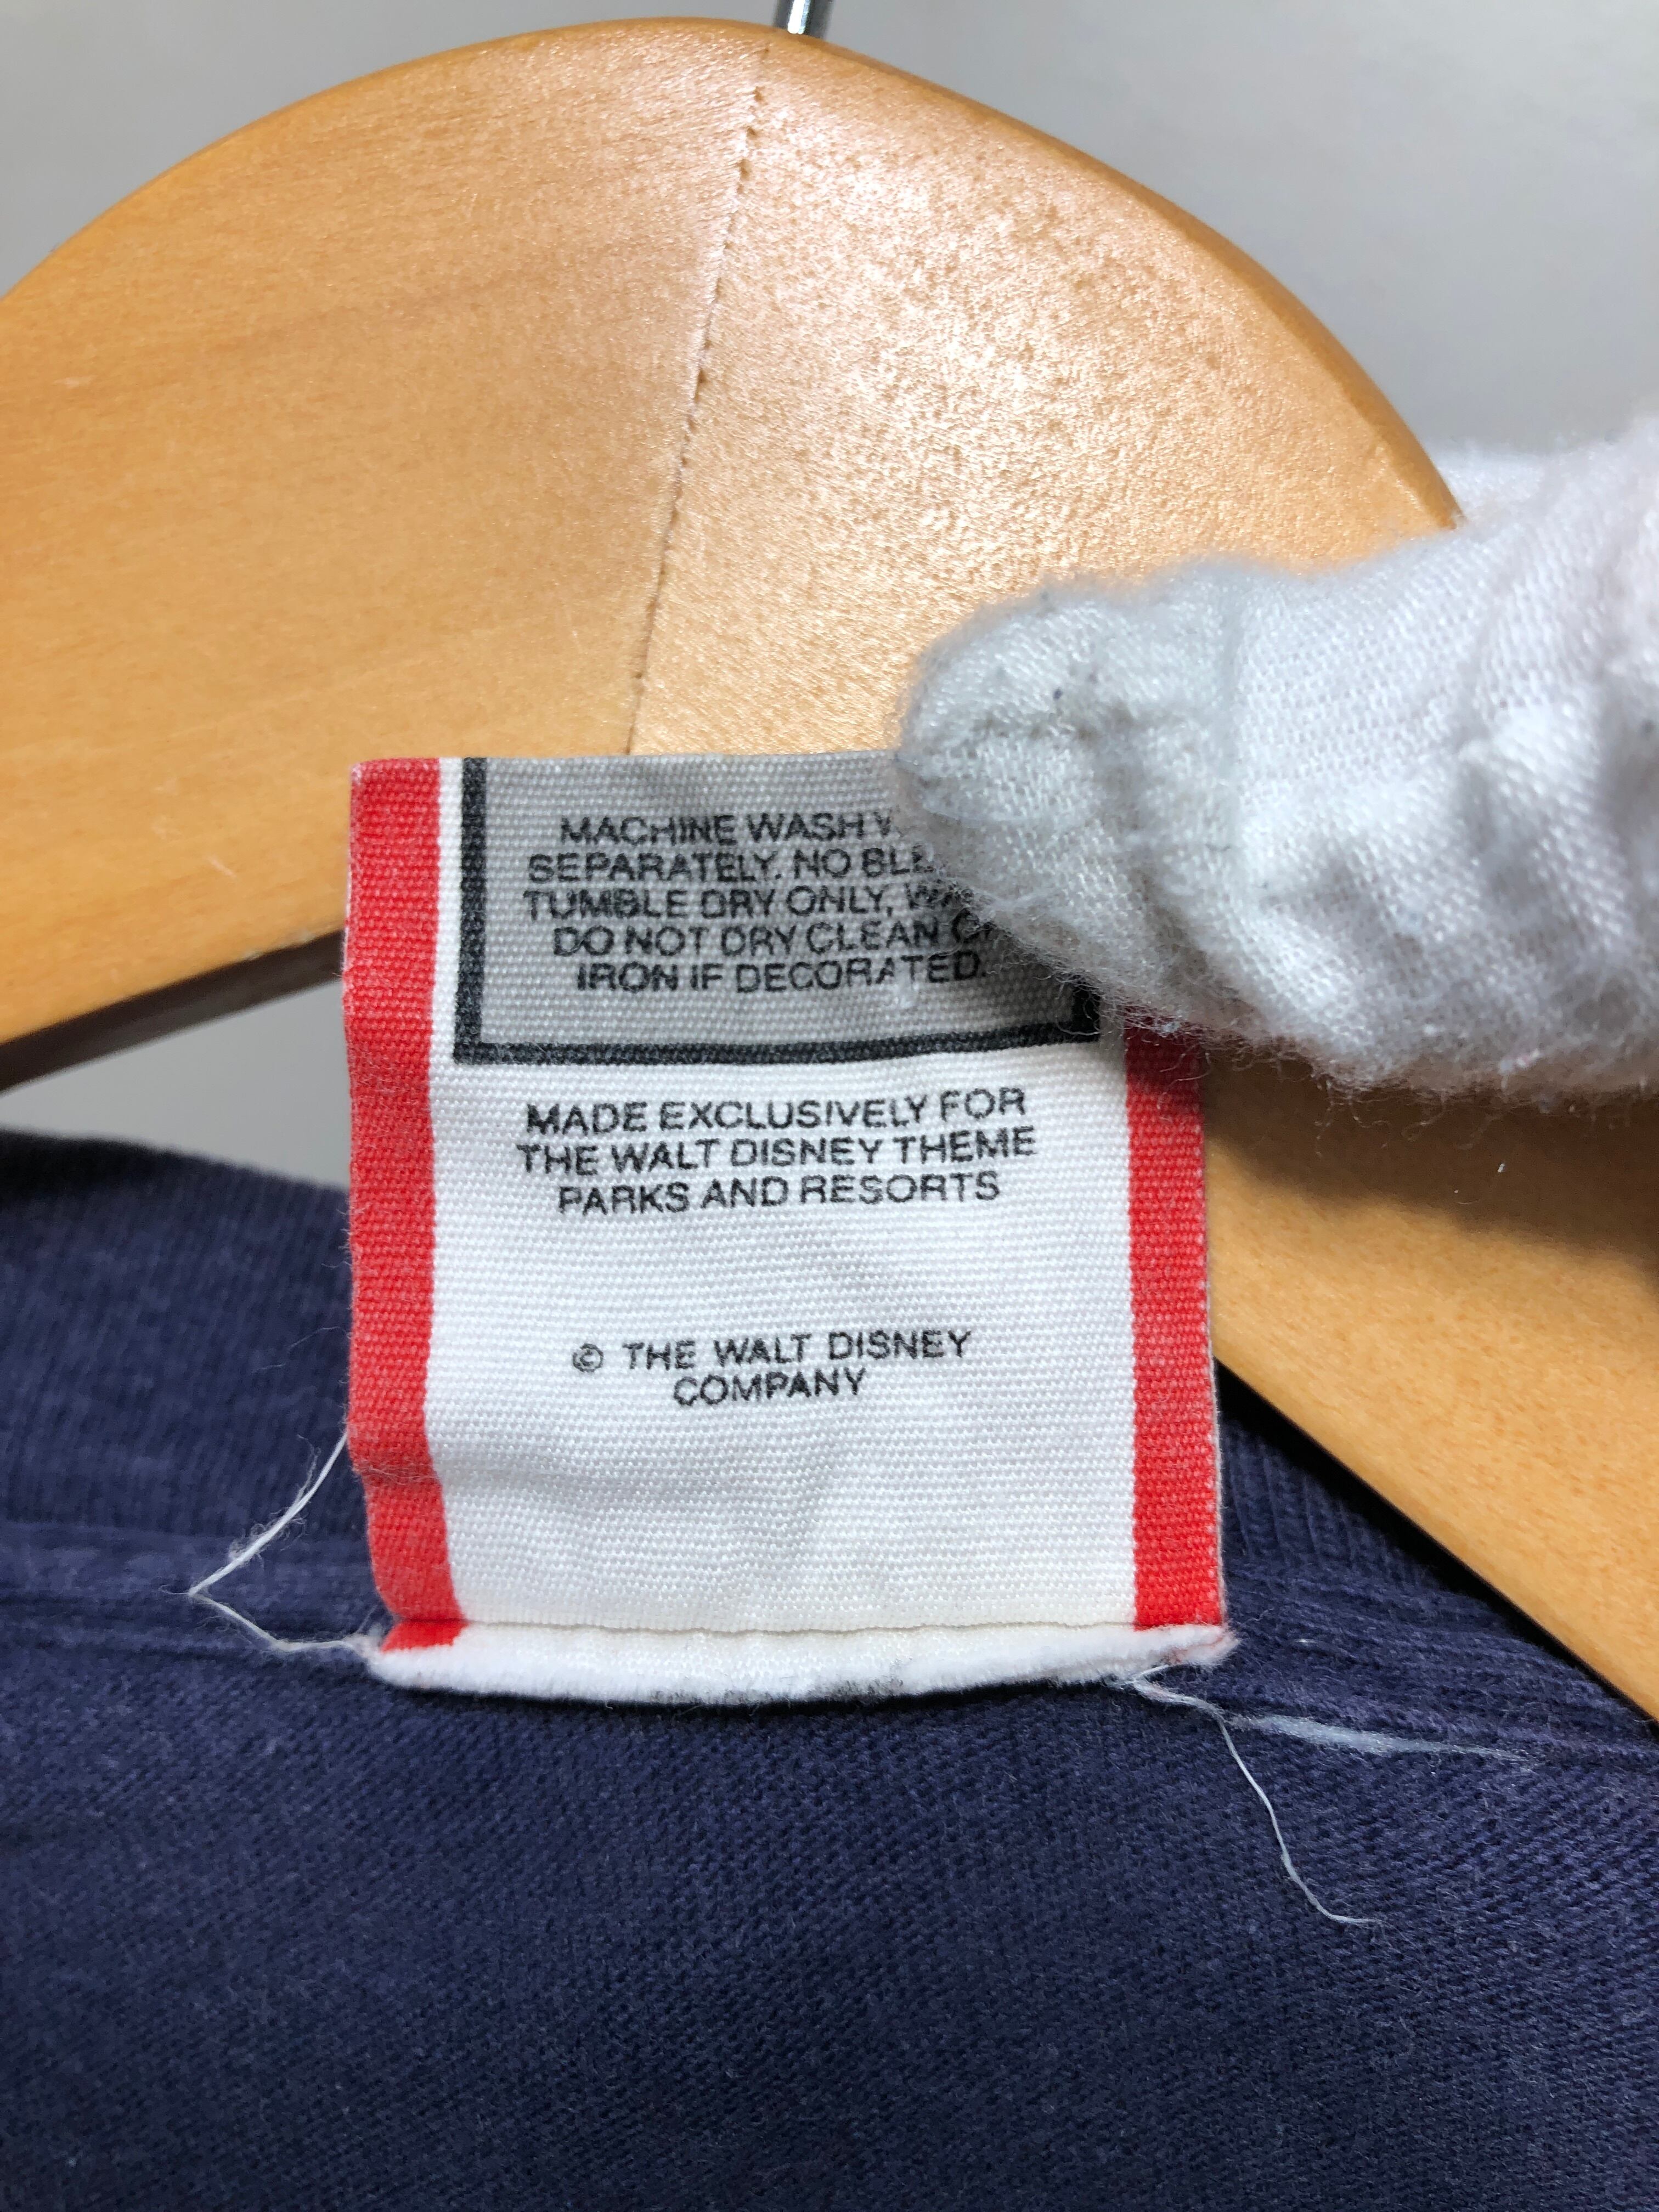 MACHINE WASH
SEPARATELY. NO
TUMBLE DRY ONLY,
DO NOT DRY CLEAN
IRON IF DECORATED.
MADE EXCLUSIVELY FOR
THE WALT DISNEY THEME
PARKS AND RESORTS
© THE WALT DISNEY
COMPANY